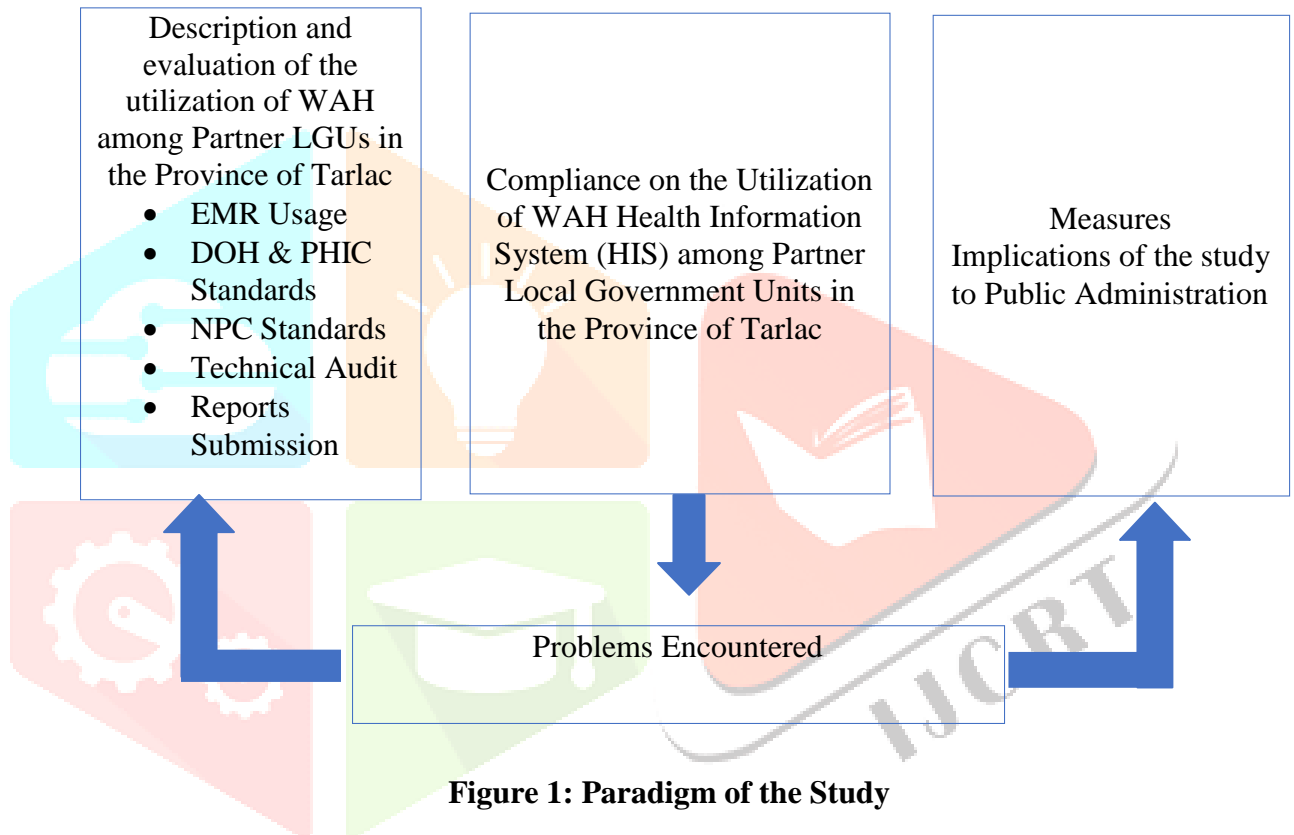 Description and
evaluation of the
utilization of WAH
among Partner LGUs in
the Province of Tarlac
• EMR Usage
• DOH & PHIC
Standards
• NPC Standards
• Technical Audit
• Reports
Submission
Compliance on the Utilization
of WAH Health Information
System (HIS) among Partner
Local Government Units in
the Province of Tarlac
Measures
Implications of the study
to Public Administration
Problems Encountered
IJCRT
Figure 1: Paradigm of the Study